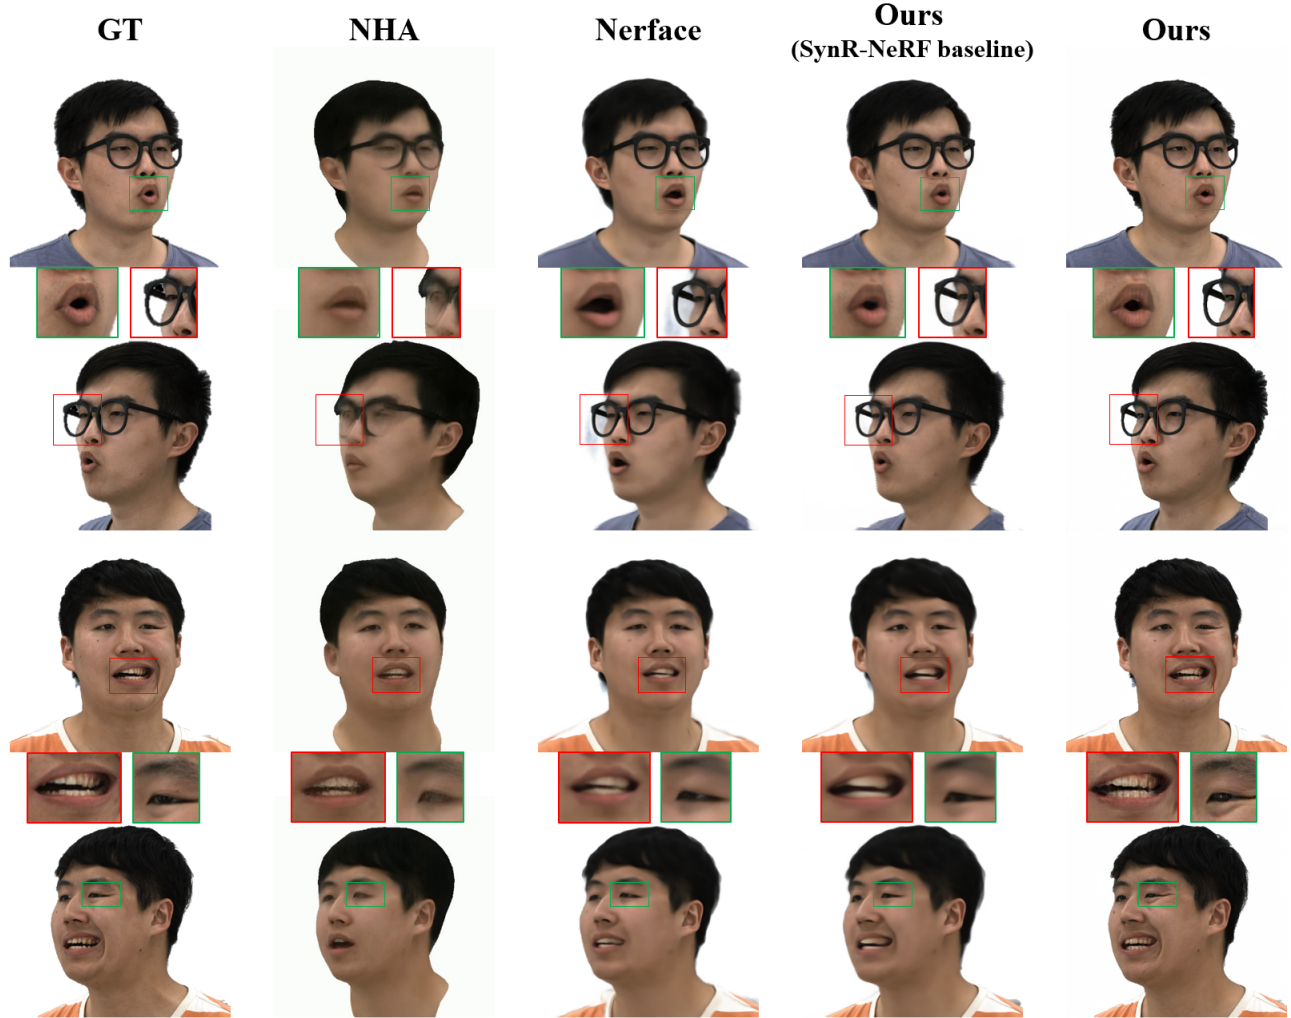 GT
NHA
Nerface
Ours
(SynR-NeRF baseline)
Ours